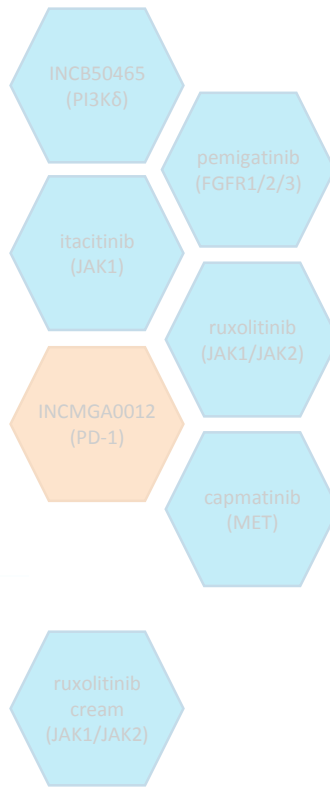 INCB50465
(PI3Kδ)
pemigatinib
(FGFR1/2/3)
itacitinib
(JAK1)
ruxolitinib
(JAK1/JAK2)
INCMGA0012
(PD-1)
capmatinib
(MET)
ruxolitinib
cream
(JAK1/JAK2)